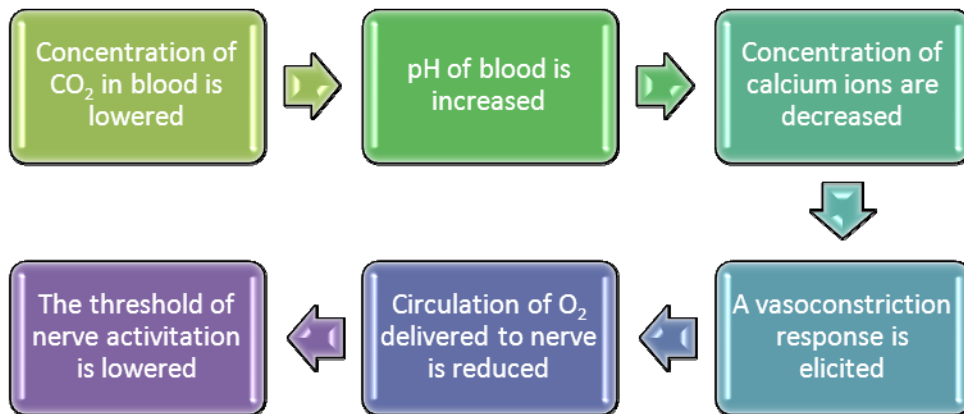 Concentration of
CO₂ in blood is
lowered
pH of blood is
increased
Concentration of
calcium ions are
decreased
A vasoconstriction
response is
elicited
Circulation of O₂
delivered to nerve
is reduced
The threshold of
nerve activitation
is lowered